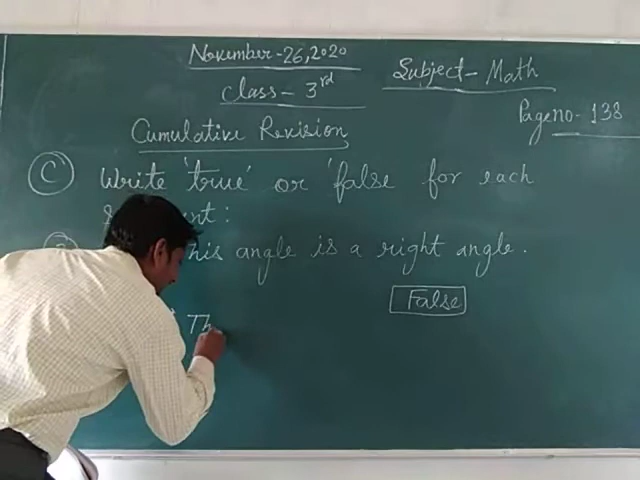 November-26,2020
Subject- Math
Class- 3rd
Page no- 138
Cumulative Revision
C Write 'true' or 'false for each
:
his angle is a right angle.
False
Th